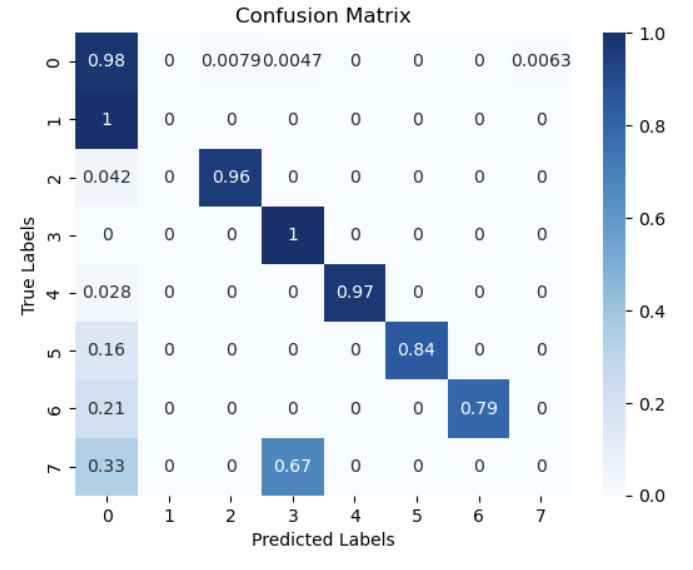 Confusion Matrix
True Labels
0 0.98 0 0.0079 0.0047 0 0 0 0.0063
1 1 0 0 0 0 0 0 0
2 0.042 0 0.96 0 0 0 0 0
3 0 0 0 1 0 0 0 0
4 0.028 0 0 0 0.97 0 0 0
5 0.16 0 0 0 0 0.84 0 0
6 0.21 0 0 0 0 0 0.79 0
7 0.33 0 0 0.67 0 0 0 0
0 1 2 3 4 5 6 7
Predicted Labels
1.0
0.8
0.6
0.4
0.2
0.0